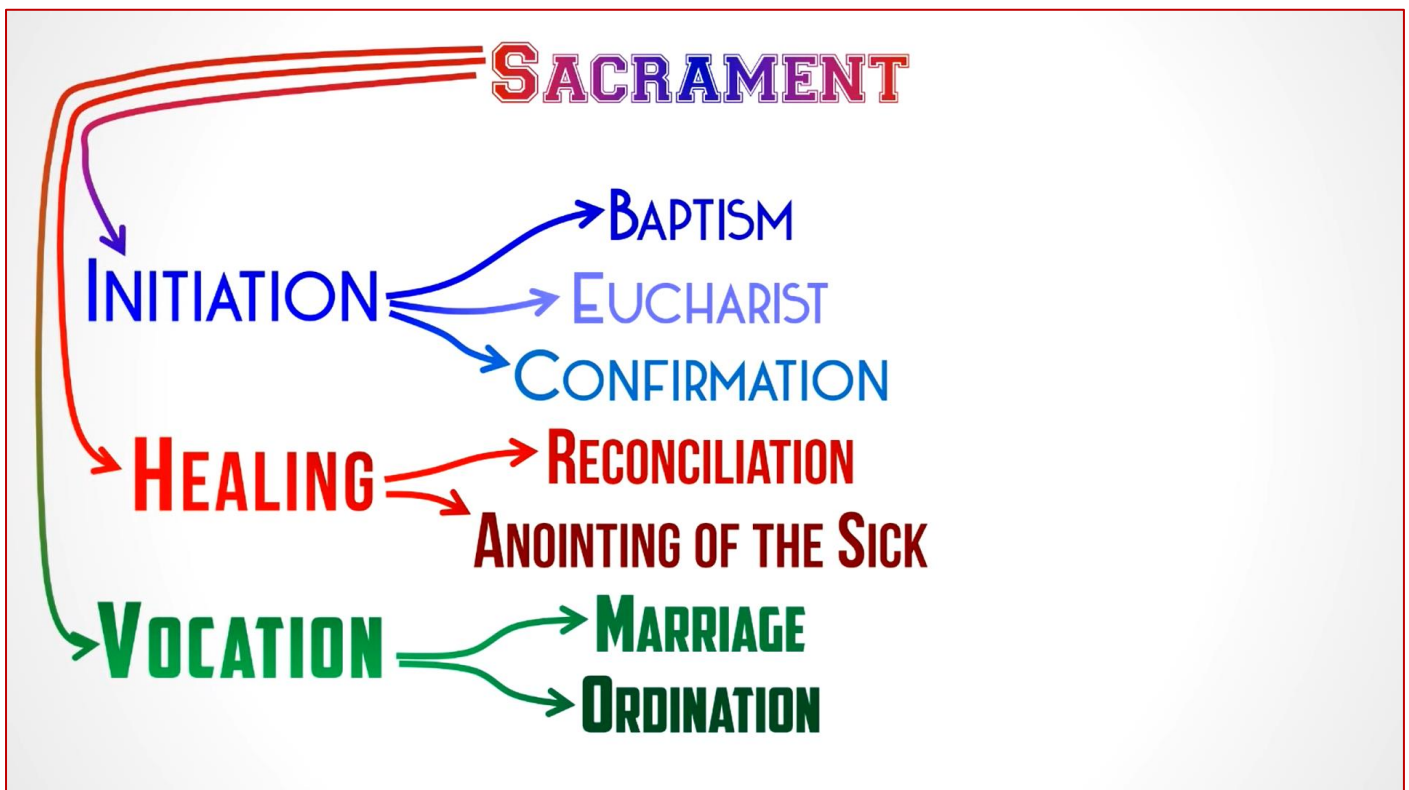 SACRAMENT
INITIATION
BAPTISM
EUCHARIST
CONFIRMATION
HEALING
RECONCILIATION
ANOINTING OF THE SICK
VOCATION
MARRIAGE
ORDINATION